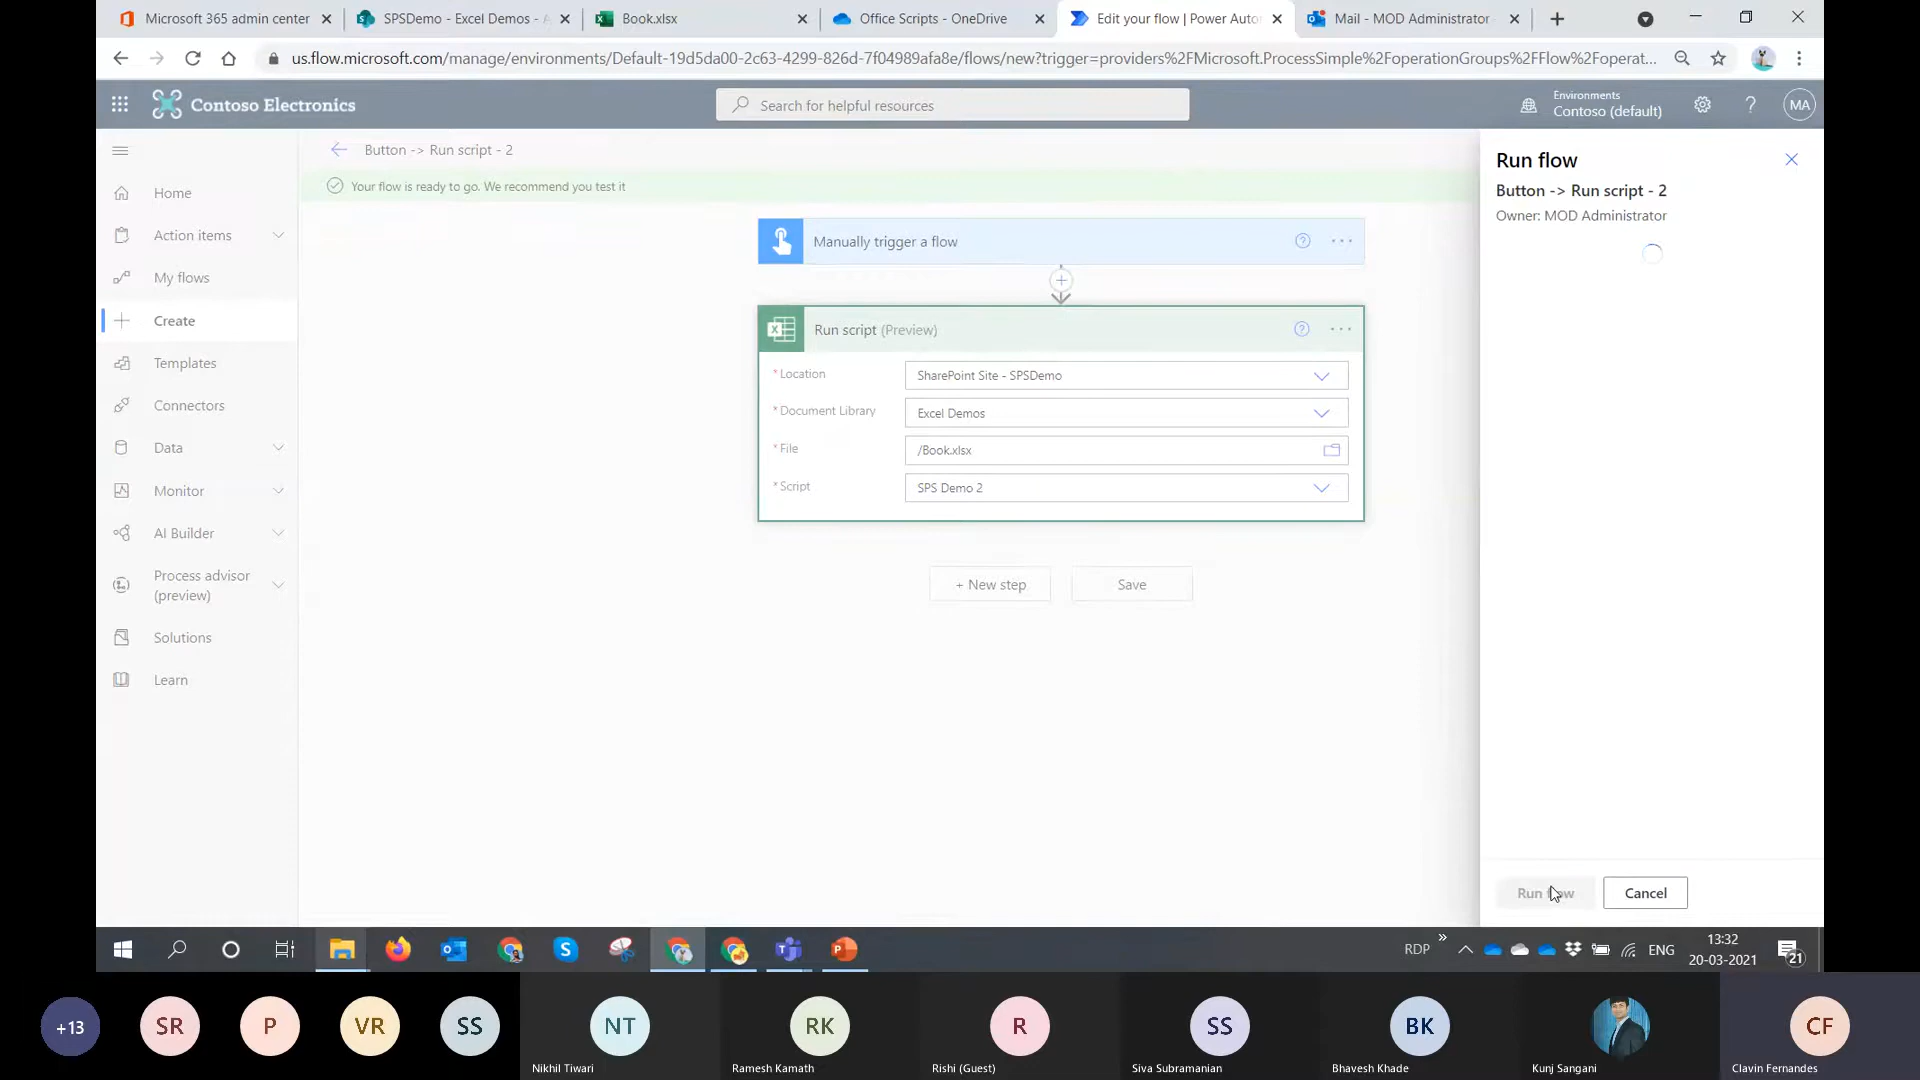 Microsoft 365 admin center
SPSDemo - Excel Demos - A
Book.xlsx
Office Scripts - OneDrive
Edit your flow | Power Auto
Mail - MOD Administrator
us.flow.microsoft.com/manage/environments/Default-19d5da00-2c63-4299-826d-7f04989afa8e/flows/new?trigger=providers%2FMicrosoft.ProcessSimple%2FoperationGroups%2FFlow%2Foperat...
Contoso Electronics
Search for helpful resources
Environments
Contoso (default)
?
MA
Button -> Run script - 2
Your flow is ready to go. We recommend you test it
Home
Action items
My flows
Create
Templates
Connectors
Data
Monitor
AI Builder
Process advisor
(preview)
Solutions
Learn
Manually trigger a flow
?
Run script (Preview)
?
* Location
SharePoint Site - SPSDemo
* Document Library
Excel Demos
* File
/Book.xlsx
* Script
SPS Demo 2
+ New step
Save
Run flow
Button -> Run script - 2
Owner: MOD Administrator
Run flow
Cancel
RDP
ENG
13:32
20-03-2021
21
+13
SR
P
VR
SS
NT
Nikhil Tiwari
RK
Ramesh Kamath
R
Rishi (Guest)
SS
Siva Subramanian
BK
Bhavesh Khade
Kunj Sangani
CF
Clavin Fernandes